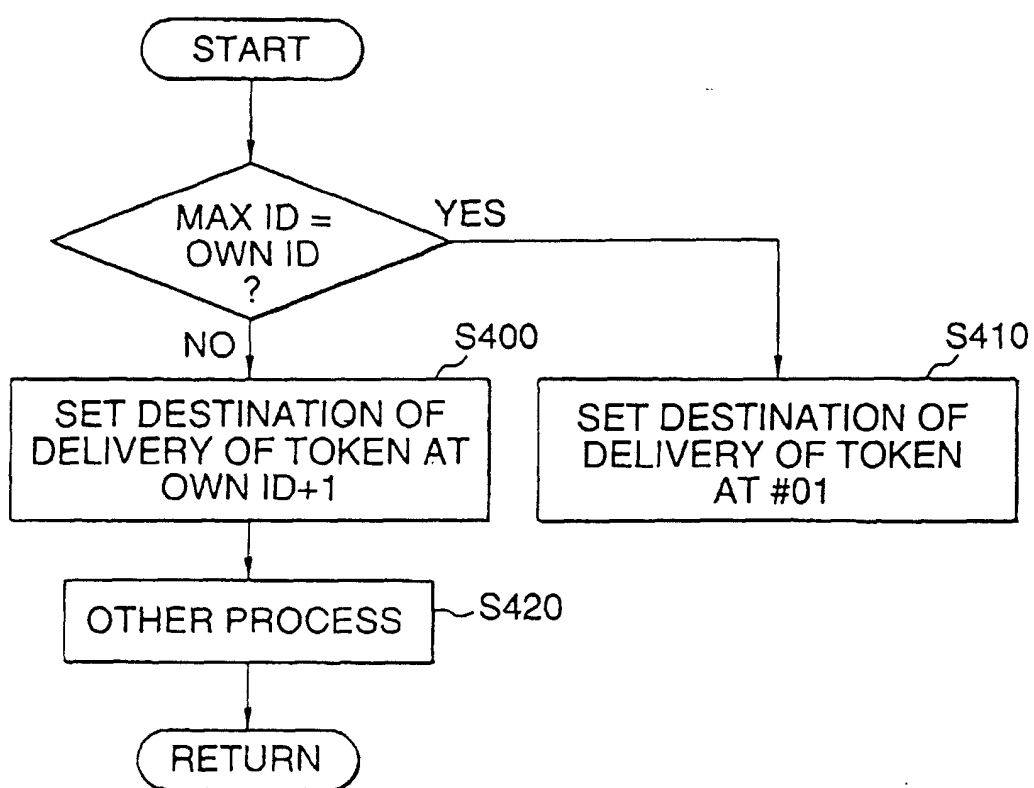 START
MAX ID =
OWN ID
?
YES
NO
S400
SET DESTINATION OF
DELIVERY OF TOKEN AT
OWN ID+1
S410
SET DESTINATION OF
DELIVERY OF TOKEN
AT #01
OTHER PROCESS
S420
RETURN